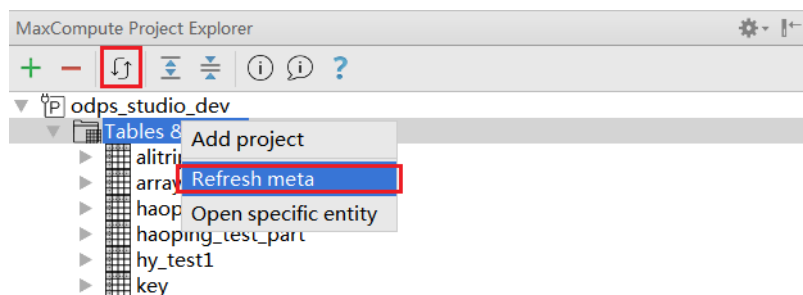 MaxCompute Project Explorer
odps_studio_dev
Tables &
Add project
Refresh meta
Open specific entity
haoping_test_part
hy_test1
key